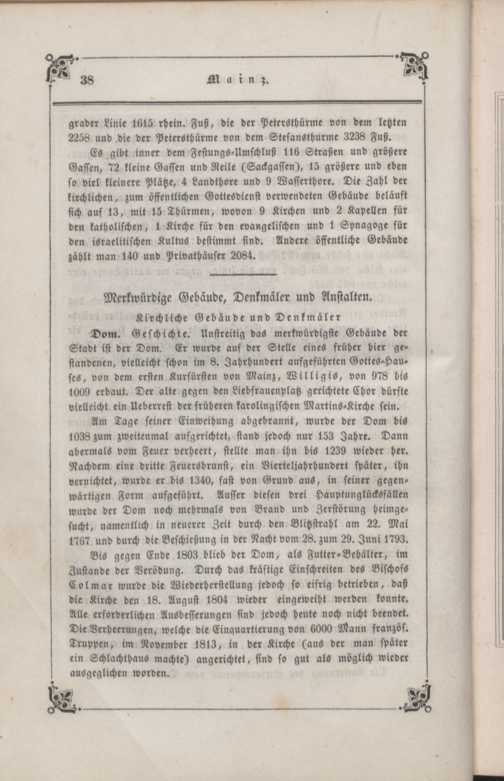 38
Mainz.
grader Linie 1615 rhein. Fuß, die der Petersthürme von dem letzten
2258 und die der Petersthürme von dem Stefansthurme 3238 Fuß.
Es gibt inner dem Festungs-Umschluß 116 Straßen und größere
Gassen, 72 kleine Gassen und Reile (Sackgassen), 15 größere und eben
so viel kleinere Plätze, 4 Landthore und 9 Wasserthore. Die Zahl der
kirchlichen, zum öffentlichen Gottesdienst verwendeten Gebäude beläuft
sich auf 13, mit 15 Thürmen, wovon 9 Kirchen und 2 Kapellen für
den katholischen, 1 Kirche für den evangelischen und 1 Synagoge für
den israelitischen Kultus bestimmt sind. Andere öffentliche Gebäude
zählt man 140 und Privathäuser 2084.
Merkwürdige Gebäude, Denkmäler und Anstalten.
Kirchliche Gebäude und Denkmäler
Dom. Geschichte. Unstreitig das merkwürdigste Gebäude der
Stadt ist der Dom. Er wurde auf der Stelle eines früher hier ge-
standenen, vielleicht schon im 8. Jahrhundert aufgeführten Gottes-Hau-
ses, von dem ersten Kurfürsten von Mainz, Willigis, von 978 bis
1009 erbaut. Der alte gegen den Liebfrauenplatz gerichtete Chor dürfte
vielleicht ein Ueberrest der früheren karolingischen Martins-Kirche sein.
Am Tage seiner Einweihung abgebrannt, wurde der Dom bis
1038 zum zweitenmal aufgerichtet, stand jedoch nur 153 Jahre. Dann
abermals vom Feuer verheert, stellte man ihn bis 1239 wieder her.
Nachdem eine dritte Feuersbrunst, ein Vierteljahrhundert später, ihn
vernichtet, wurde er bis 1340, fast von Grund aus, in seiner gegen-
wärtigen Form aufgeführt. Ausser diesen drei Hauptunglücksfällen
wurde der Dom noch mehrmals von Brand und Zerstörung heimge-
sucht, namentlich in neuerer Zeit durch den Blitzstrahl am 22. Mai
1767 und durch die Beschießung in der Nacht vom 28. zum 29. Juni 1793.
Bis gegen Ende 1803 blieb der Dom, als Futter-Behälter, im
Zustande der Verödung. Durch das kräftige Einschreiten des Bischofs
Colmar wurde die Wiederherstellung jedoch so eifrig betrieben, daß
die Kirche den 18. August 1804 wieder eingeweiht werden konnte.
Alle erforderlichen Ausbesserungen sind jedoch heute noch nicht beendet.
Die Verheerungen, welche die Einquartierung von 6000 Mann französ.
Truppen, im November 1813, in der Kirche (aus der man später
ein Schlachthaus machte) angerichtet, sind so gut als möglich wieder
ausgeglichen worden.